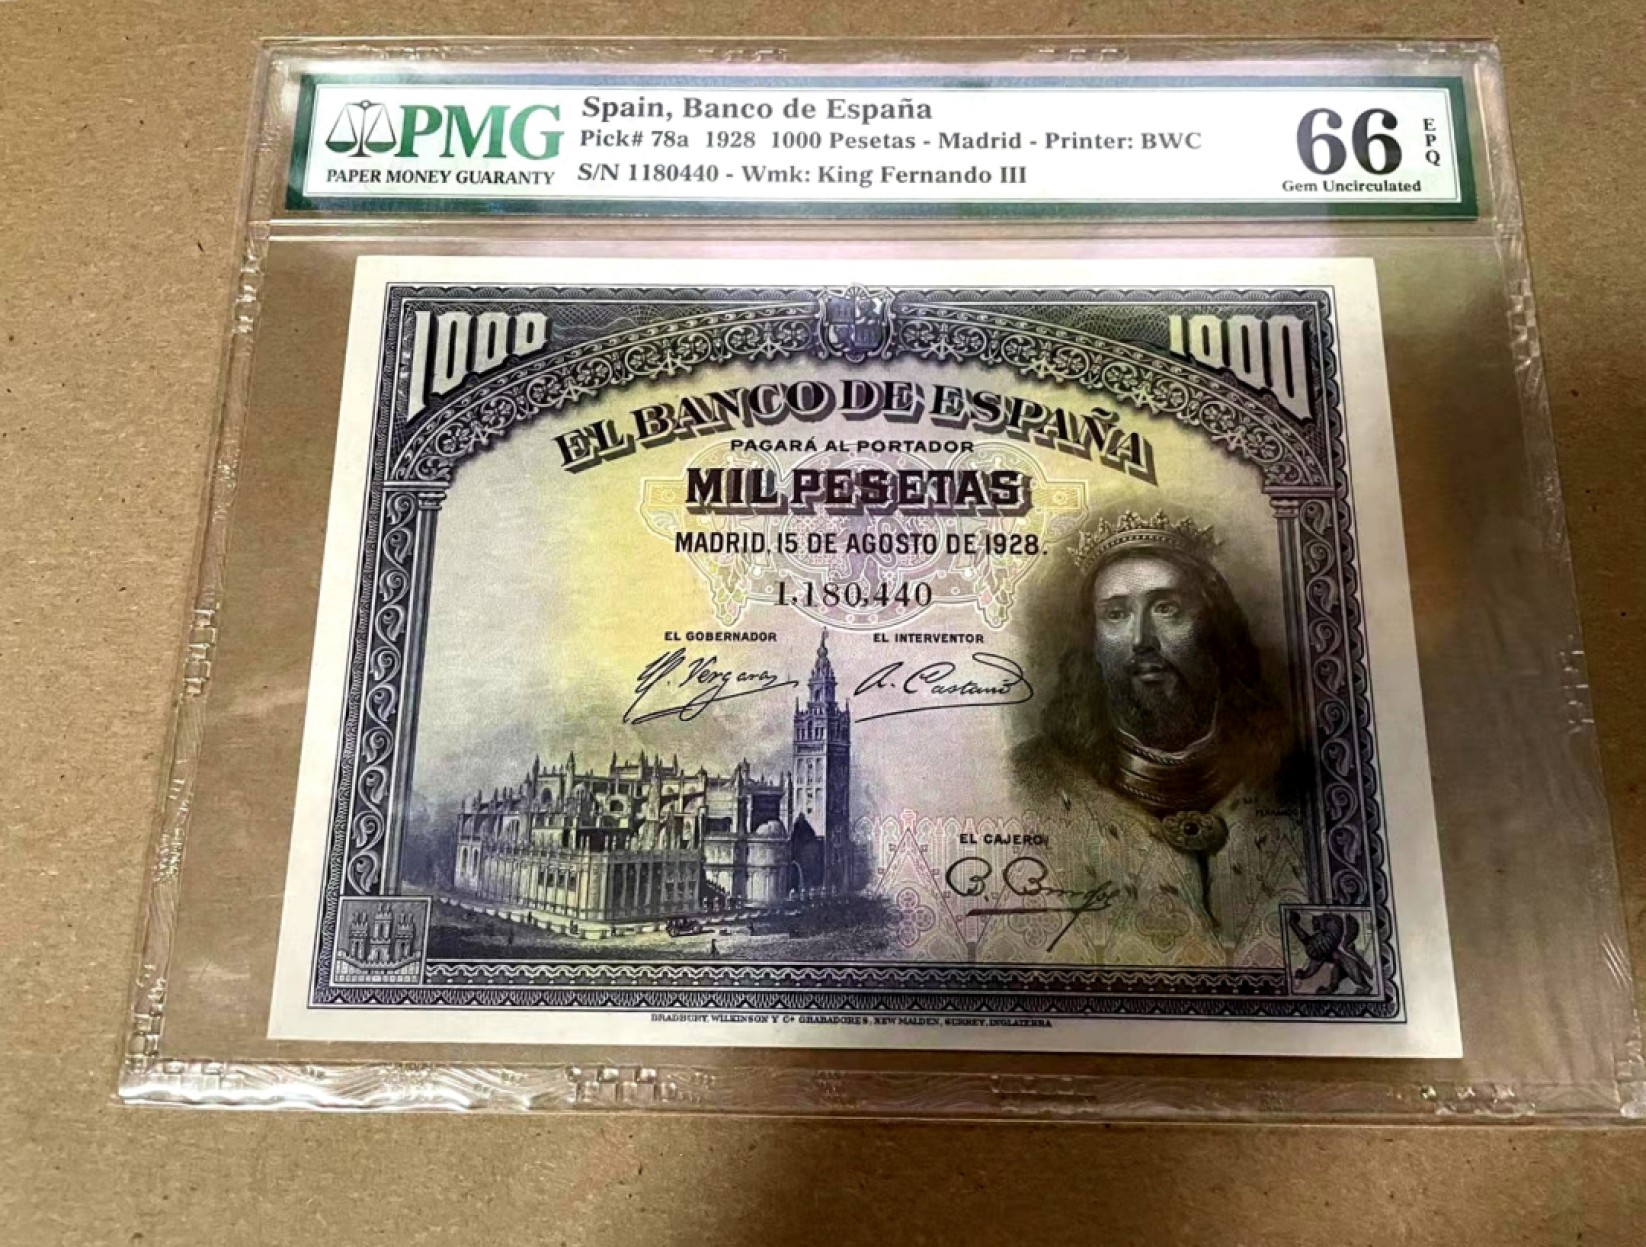 PMG
PAPER MONEY GUARANTY
Spain, Banco de España
Pick# 78a 1928 1000 Pesetas - Madrid - Printer: BWC
S/N 1180440 - Wmk: King Fernando III
66
EPQ
Gem Uncirculated
1000
1000
EL BANCO DE ESPAÑA
PAGARÁ AL PORTADOR
MIL PESETAS
MADRID, 15 DE AGOSTO DE 1928.
1,180,440
EL GOBERNADOR
EL INTERVENTOR
Vergara
A. Castaño
EL CAJERO,
B.
BRADBURY, WILKINSON Y Cª GRABADORES, NEW MALDEN, SURREY, INGLATERRA